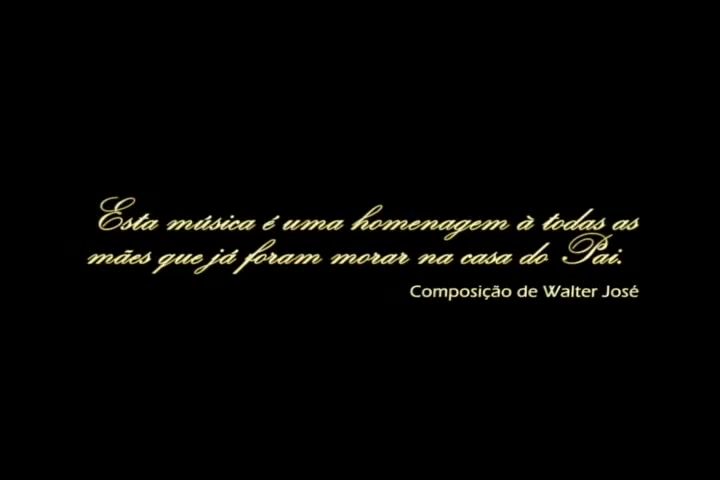 Esta música é uma homenagem à todas as
mães que já foram morar na casa do Pai.
Composição de Walter José